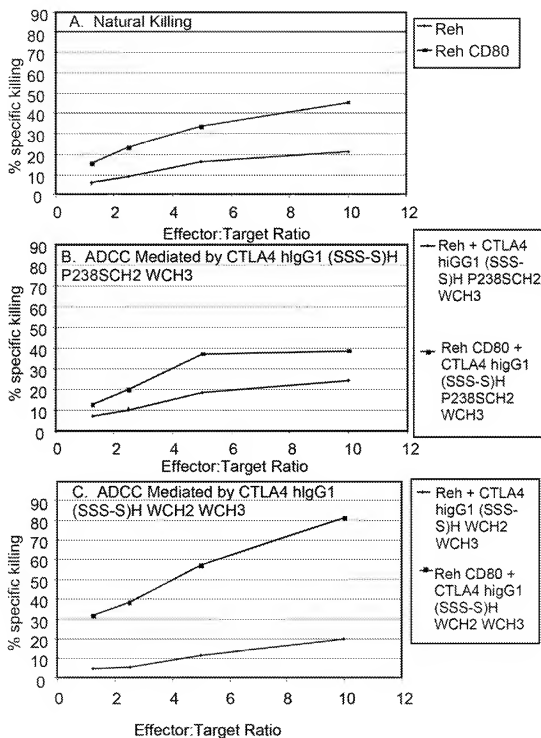 A. Natural Killing
% specific killing
90
80
70
60
50
40
30
20
10
0
0 2 4 6 8 10 12
Effector:Target Ratio
Reh
Reh CD80
B. ADCC Mediated by CTLA4 hIgG1 (SSS-S)H
P238SCH2 WCH3
% specific killing
90
80
70
60
50
40
30
20
10
0
0 2 4 6 8 10 12
Effector:Target Ratio
Reh + CTLA4
hiGG1 (SSS-
S)H P238SCH2
WCH3
Reh CD80 +
CTLA4 higG1
(SSS-S)H
P238SCH2
WCH3
C. ADCC Mediated by CTLA4 hIgG1
(SSS-S)H WCH2 WCH3
% specific killing
90
80
70
60
50
40
30
20
10
0
0 2 4 6 8 10 12
Effector:Target Ratio
Reh + CTLA4
higG1 (SSS-
S)H WCH2
WCH3
Reh CD80 +
CTLA4 higG1
(SSS-S)H
WCH2 WCH3